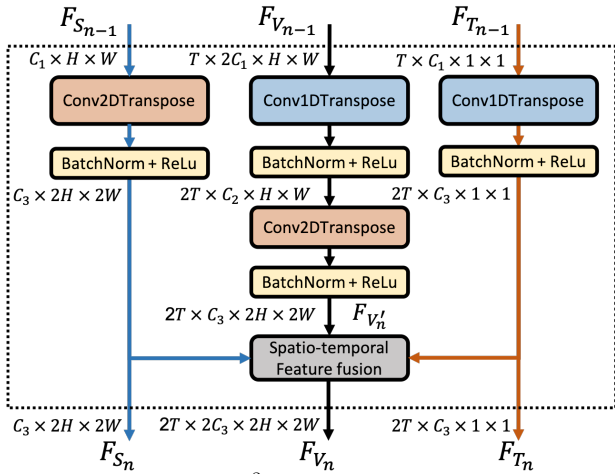 F_{S_{n-1}} F_{V_{n-1}} F_{T_{n-1}}
C_1 × H × W T × 2C_1 × H × W T × C_1 × 1 × 1
Conv2DTranspose Conv1DTranspose Conv1DTranspose
BatchNorm + ReLu BatchNorm + ReLu BatchNorm + ReLu
C_3 × 2H × 2W 2T × C_2 × H × W 2T × C_3 × 1 × 1
Conv2DTranspose
BatchNorm + ReLu
2T × C_3 × 2H × 2W F_{V_n'}
Spatio-temporal
Feature fusion
C_3 × 2H × 2W 2T × 2C_3 × 2H × 2W 2T × C_3 × 1 × 1
F_{S_n} F_{V_n} F_{T_n}